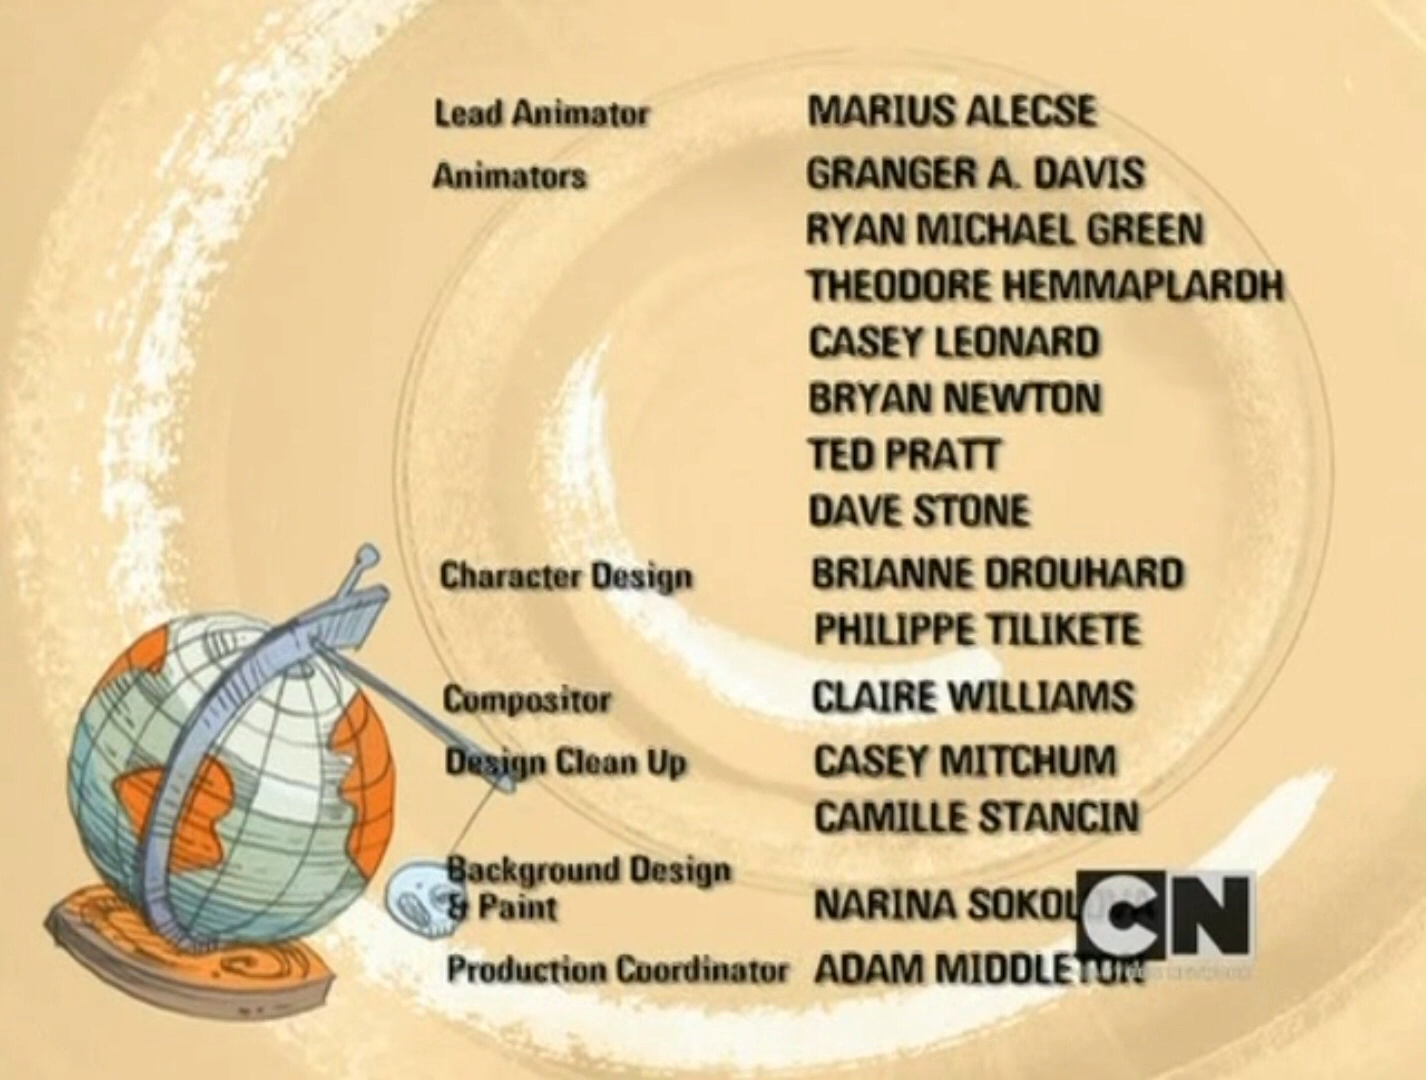 Lead Animator MARIUS ALECSE
Animators GRANGER A. DAVIS
RYAN MICHAEL GREEN
THEODORE HEMMAPLARDH
CASEY LEONARD
BRYAN NEWTON
TED PRATT
DAVE STONE
Character Design BRIANNE DROUHARD
PHILIPPE TILIKETE
Compositor CLAIRE WILLIAMS
Design Clean Up CASEY MITCHUM
CAMILLE STANCIN
Background Design
& Paint NARINA
Production Coordinator ADAM MIDDLETON
CN